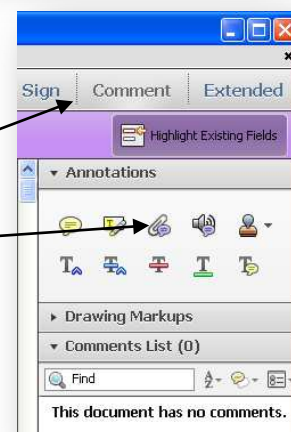 Sign Comment Extended
Highlight Existing Fields
Annotations
Drawing Markups
Comments List (0)
Find
This document has no comments.